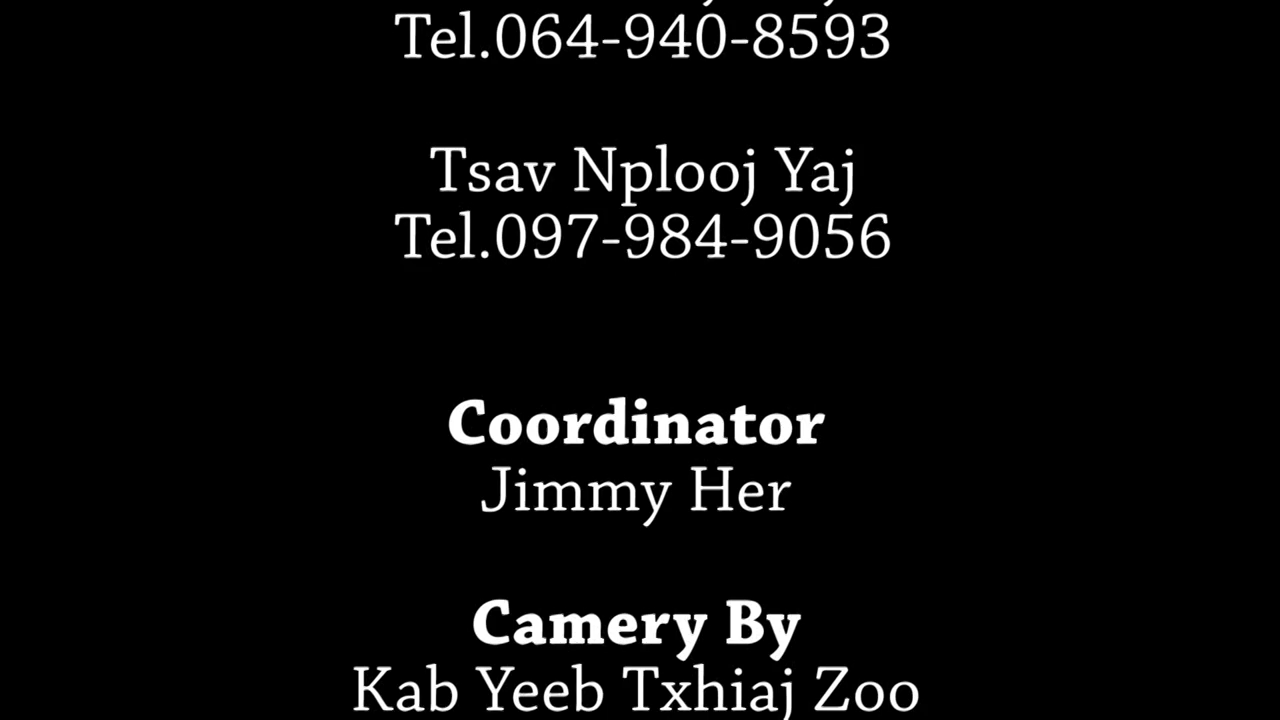 Tel.064-940-8593
Tsav Nplooj Yaj
Tel.097-984-9056
Coordinator
Jimmy Her
Camery By
Kab Yeeb Txhiaj Zoo